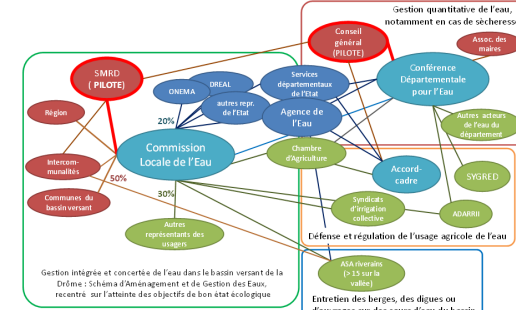 Gestion quantitative de l’eau,
notamment en cas de sécheresse
Conseil
général
(PILOTE)
Assoc. des
maires
SMRD
( PILOTE)
Services
départementaux
de l’Etat
Conférence
Départementale
pour l’Eau
ONEMA
DREAL
autres repr.
de l’Etat
Région
Agence de
l’Eau
20%
Autres acteurs
de l’eau du
département
Commission
Locale de l’Eau
Chambre
d’Agriculture
Intercom-
munalités
50%
Accord-
cadre
SYGRED
Communes du
bassin versant
30%
Syndicats
d’irrigation
collective
ADARII
Autres
représentants des
usagers
Défense et régulation de l’usage agricole de l’eau
ASA riverains
(>15 sur la
vallée)
Gestion intégrée et concertée de l’eau dans le bassin versant de la
Drôme : Schéma d’Aménagement et de Gestion des Eaux,
recentré sur l’atteinte des objectifs de bon état écologique
Entretien des berges, des digues ou